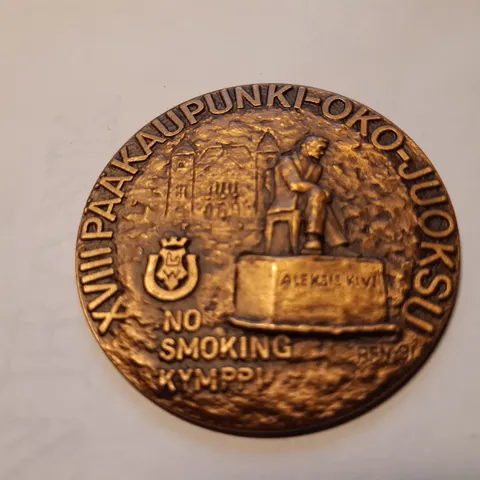 XVIII PÄÄKAUPUNKI-OKO-JUOKSU
ALEKSIS KIVI
NO
SMOKING
KYMPPI